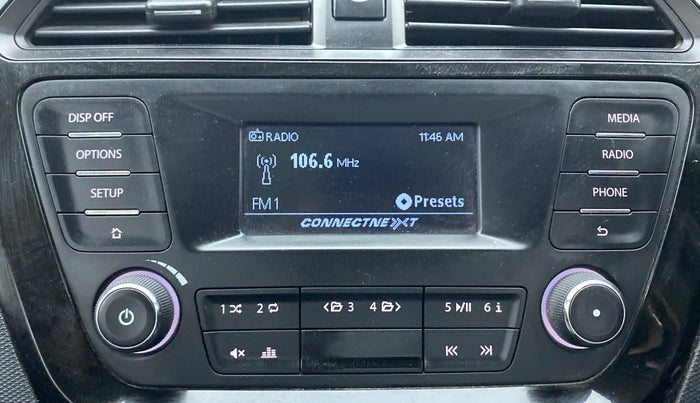 DISP OFF
OPTIONS
SETUP
RADIO 11:46 AM
106.6 MHz
FM1 Presets
CONNECTNEXT
MEDIA
RADIO
PHONE
1 2 3 4 5 6 i